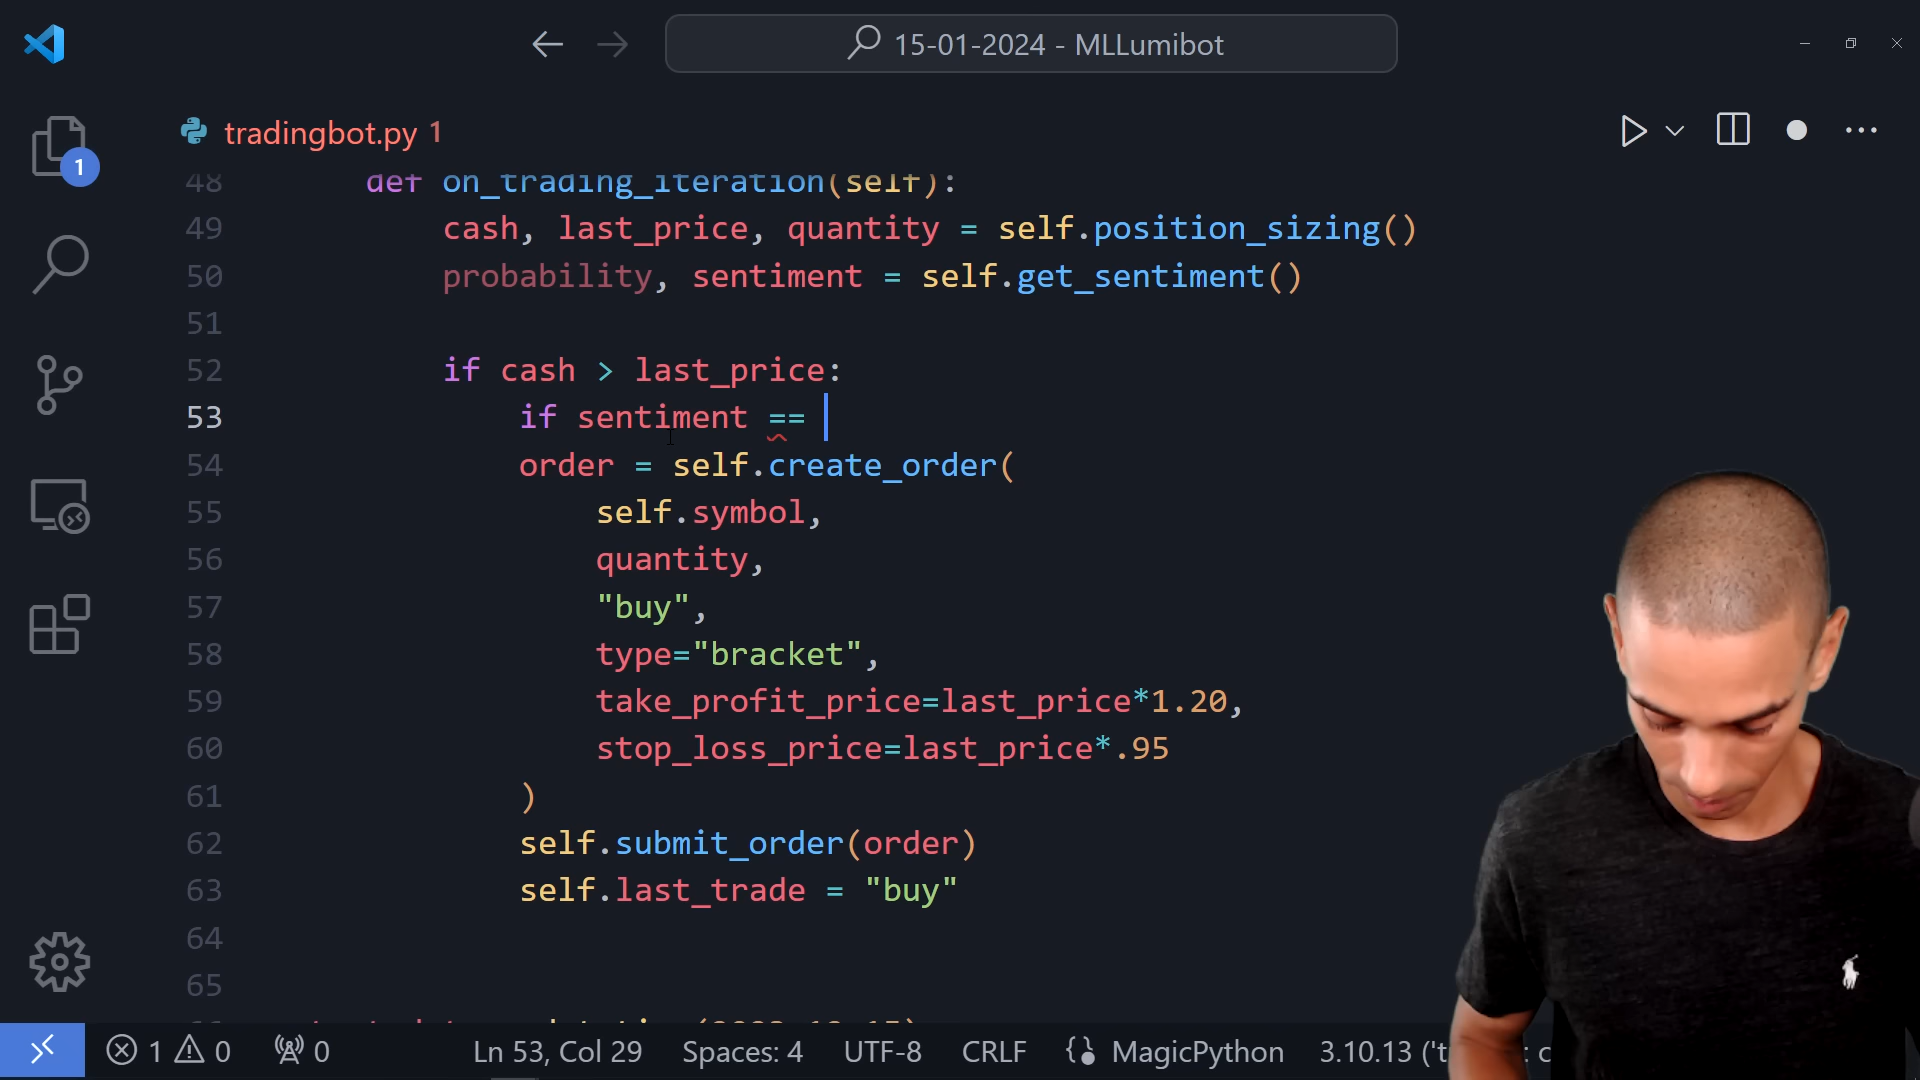 15-01-2024 - MLLumibot
tradingbot.py 1
1
48 def on_trading_iteration(self):
49 cash, last_price, quantity = self.position_sizing()
50 probability, sentiment = self.get_sentiment()
51
52 if cash > last_price:
53 if sentiment ==
54 order = self.create_order(
55 self.symbol,
56 quantity,
57 "buy",
58 type="bracket",
59 take_profit_price=last_price*1.20,
60 stop_loss_price=last_price*.95
61 )
62 self.submit_order(order)
63 self.last_trade = "buy"
64
65
1 0 0 Ln 53, Col 29 Spaces: 4 UTF-8 CRLF MagicPython 3.10.13 ('t